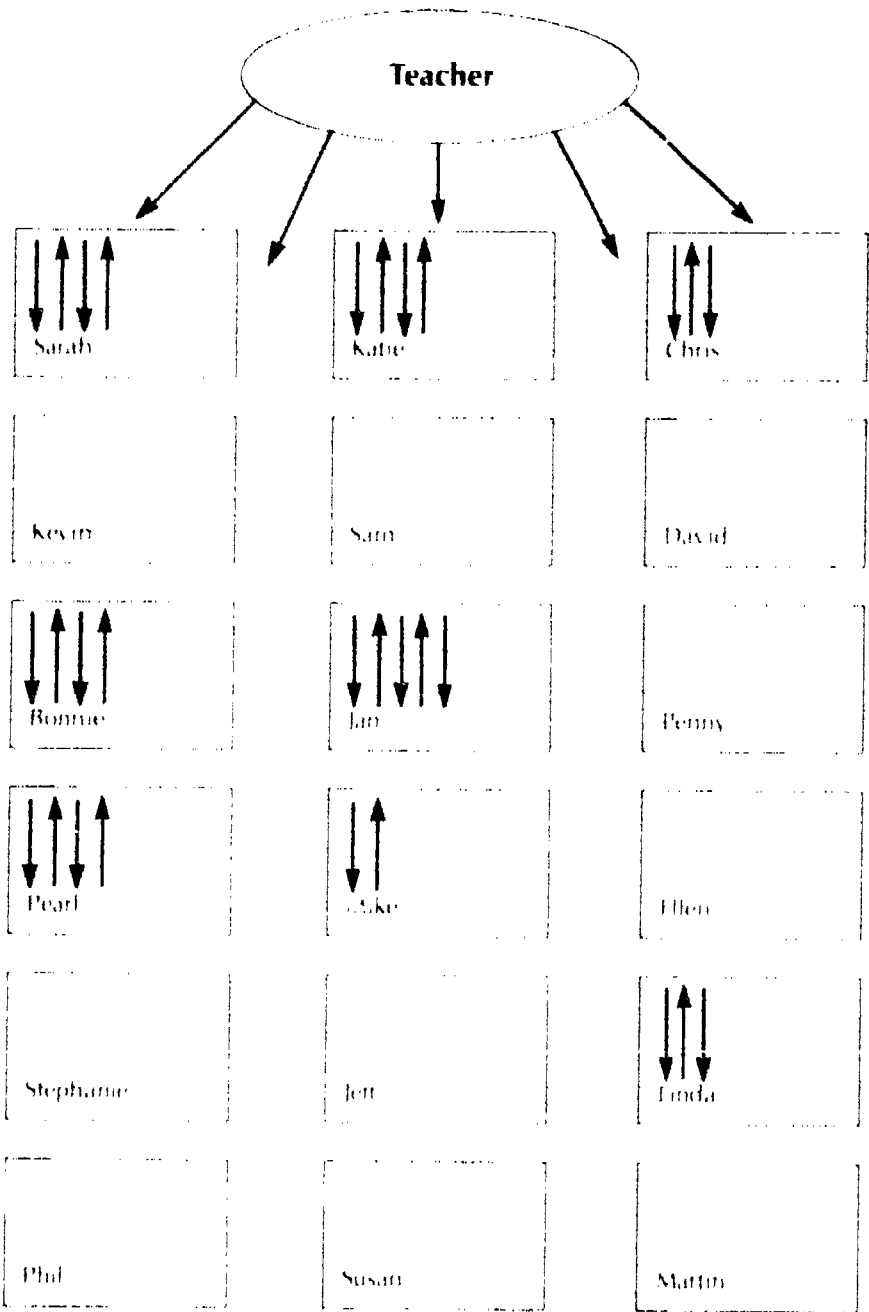 Teacher
Sarah
Katie
Chris
Kevin
Sam
David
Bonnie
Jan
Penny
Pearl
Ellen
Stephanie
Jeff
Linda
Phil
Susan
Martin